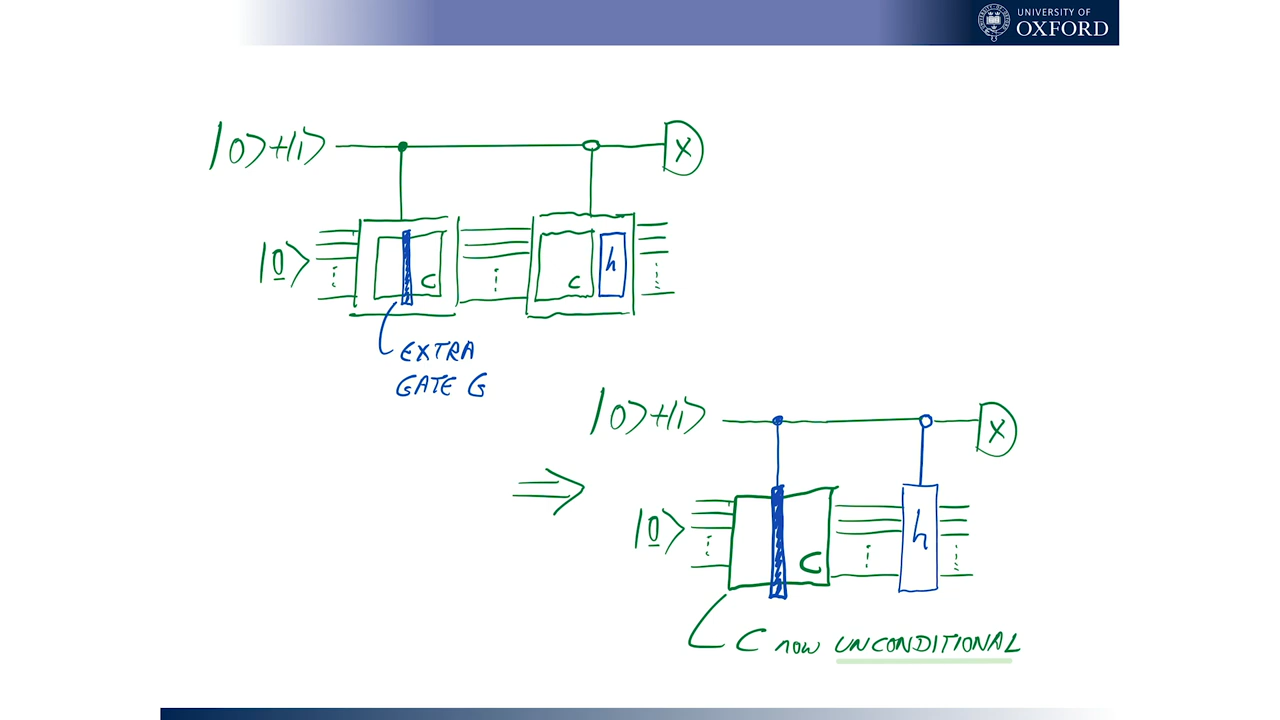 UNIVERSITY OF
OXFORD
|0>+|1>
X
|0>
C
C
h
EXTRA
GATE G
|0>+|1>
X
=>
|0>
C
h
C now UNCONDITIONAL